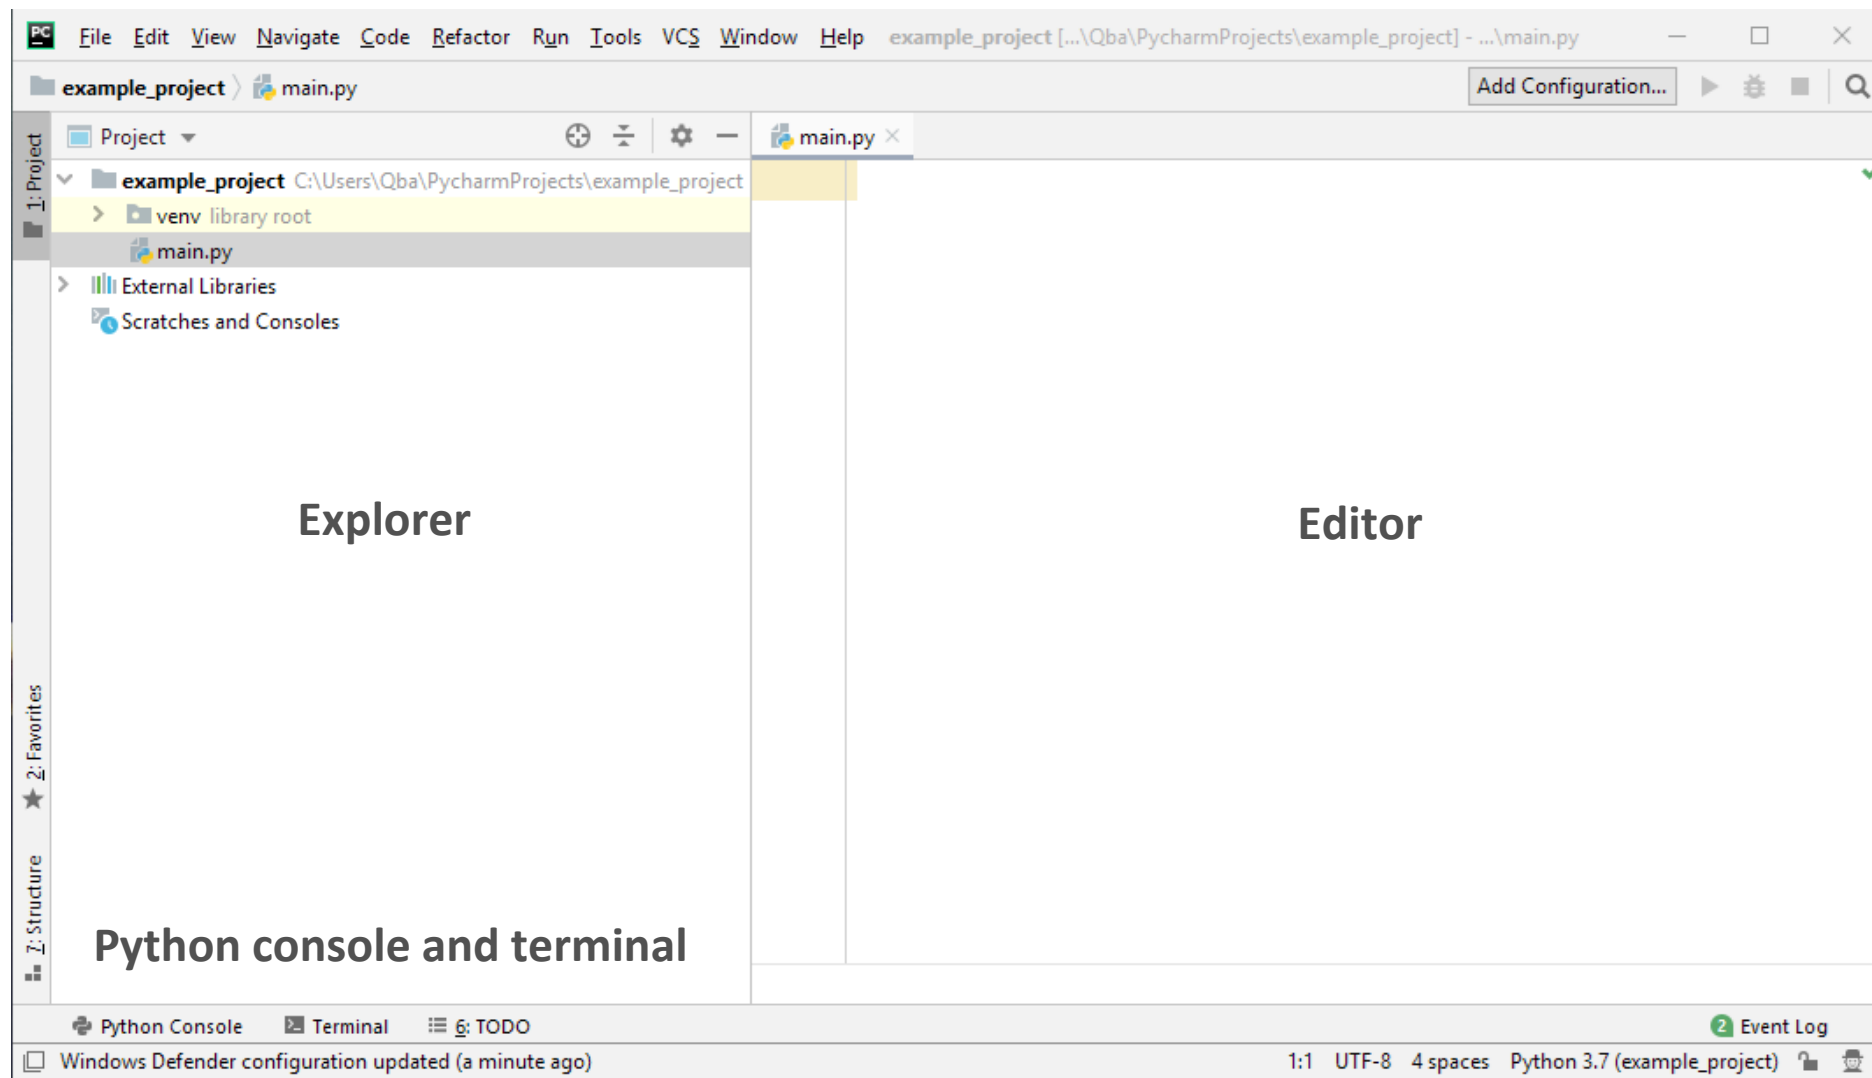 PC File Edit View Navigate Code Refactor Run Tools VCS Window Help example_project [...\Qba\PycharmProjects\example_project] - ...\main.py
example_project main.py Add Configuration...
1: Project
Project
main.py
example_project C:\Users\Qba\PycharmProjects\example_project
venv library root
main.py
External Libraries
Scratches and Consoles
Explorer
Editor
2: Favorites
7: Structure
Python console and terminal
Python Console Terminal 6: TODO 2 Event Log
Windows Defender configuration updated (a minute ago) 1:1 UTF-8 4 spaces Python 3.7 (example_project)